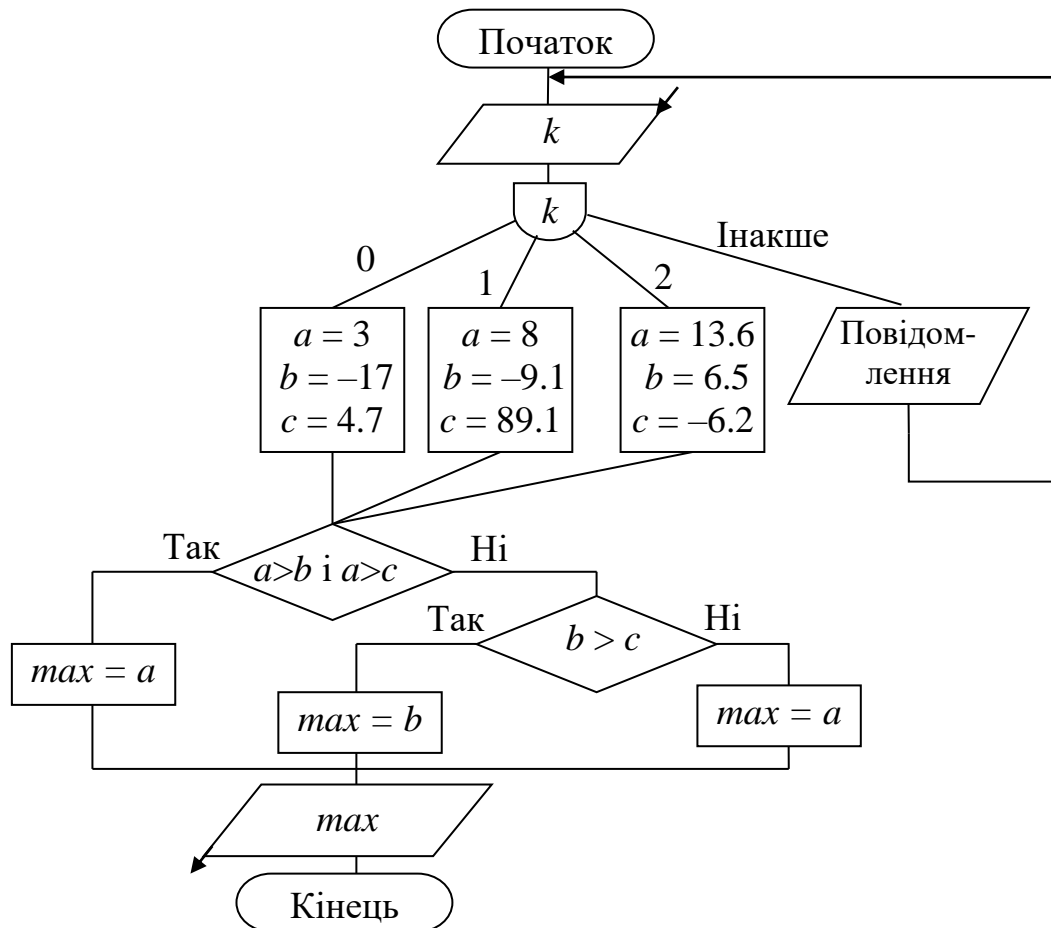 Початок
k
k
Інакше
0
1
2
a = 3
b = –17
c = 4.7
a = 8
b = –9.1
c = 89.1
a = 13.6
b = 6.5
c = –6.2
Повідом-
лення
Так
a>b і a>c
Ні
Так
b > c
Ні
max = a
max = b
max = a
max
Кінець